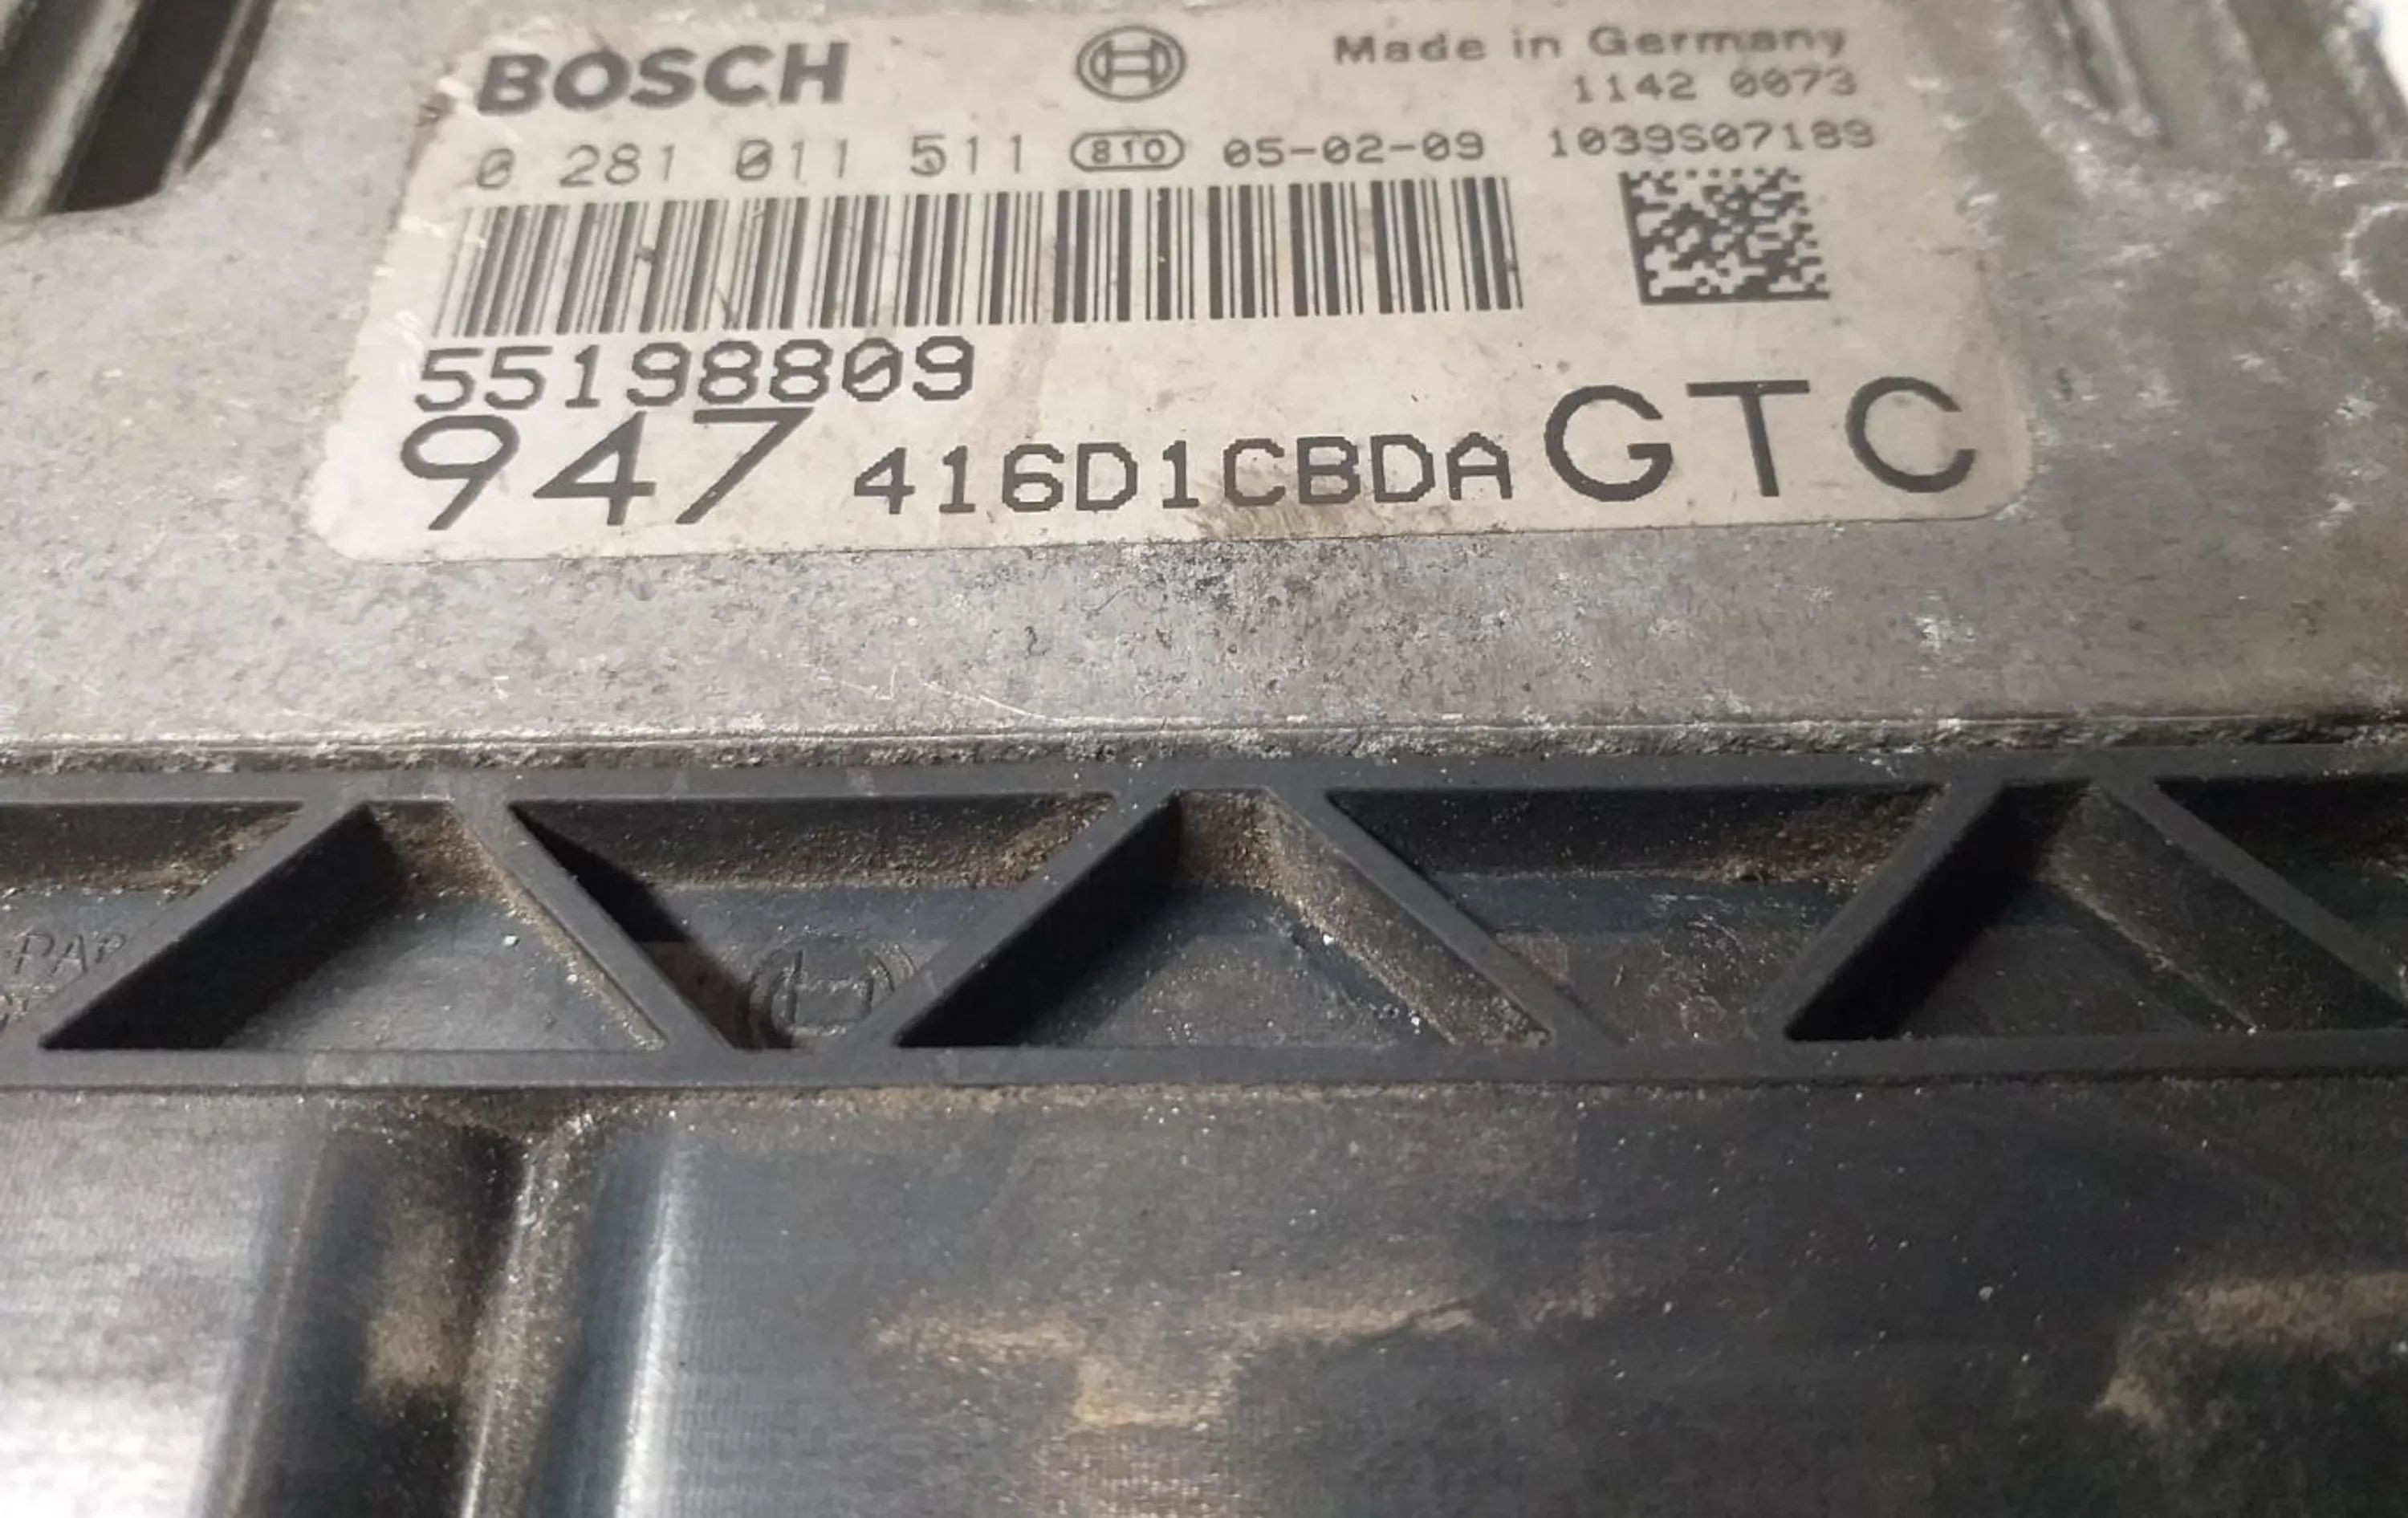 BOSCH Made in Germany
1142 0073
0 281 011 511 810 05-02-09 1039S07189
55198809
947 416D1CBDA GTC